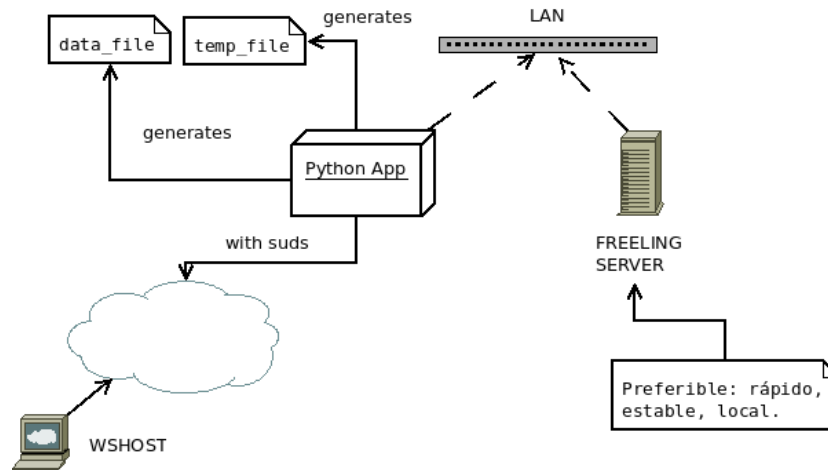 LAN
generates
data_file
temp_file
generates
Python App
with suds
FREELING
SERVER
Preferible: rápido,
estable, local.
WSHOST